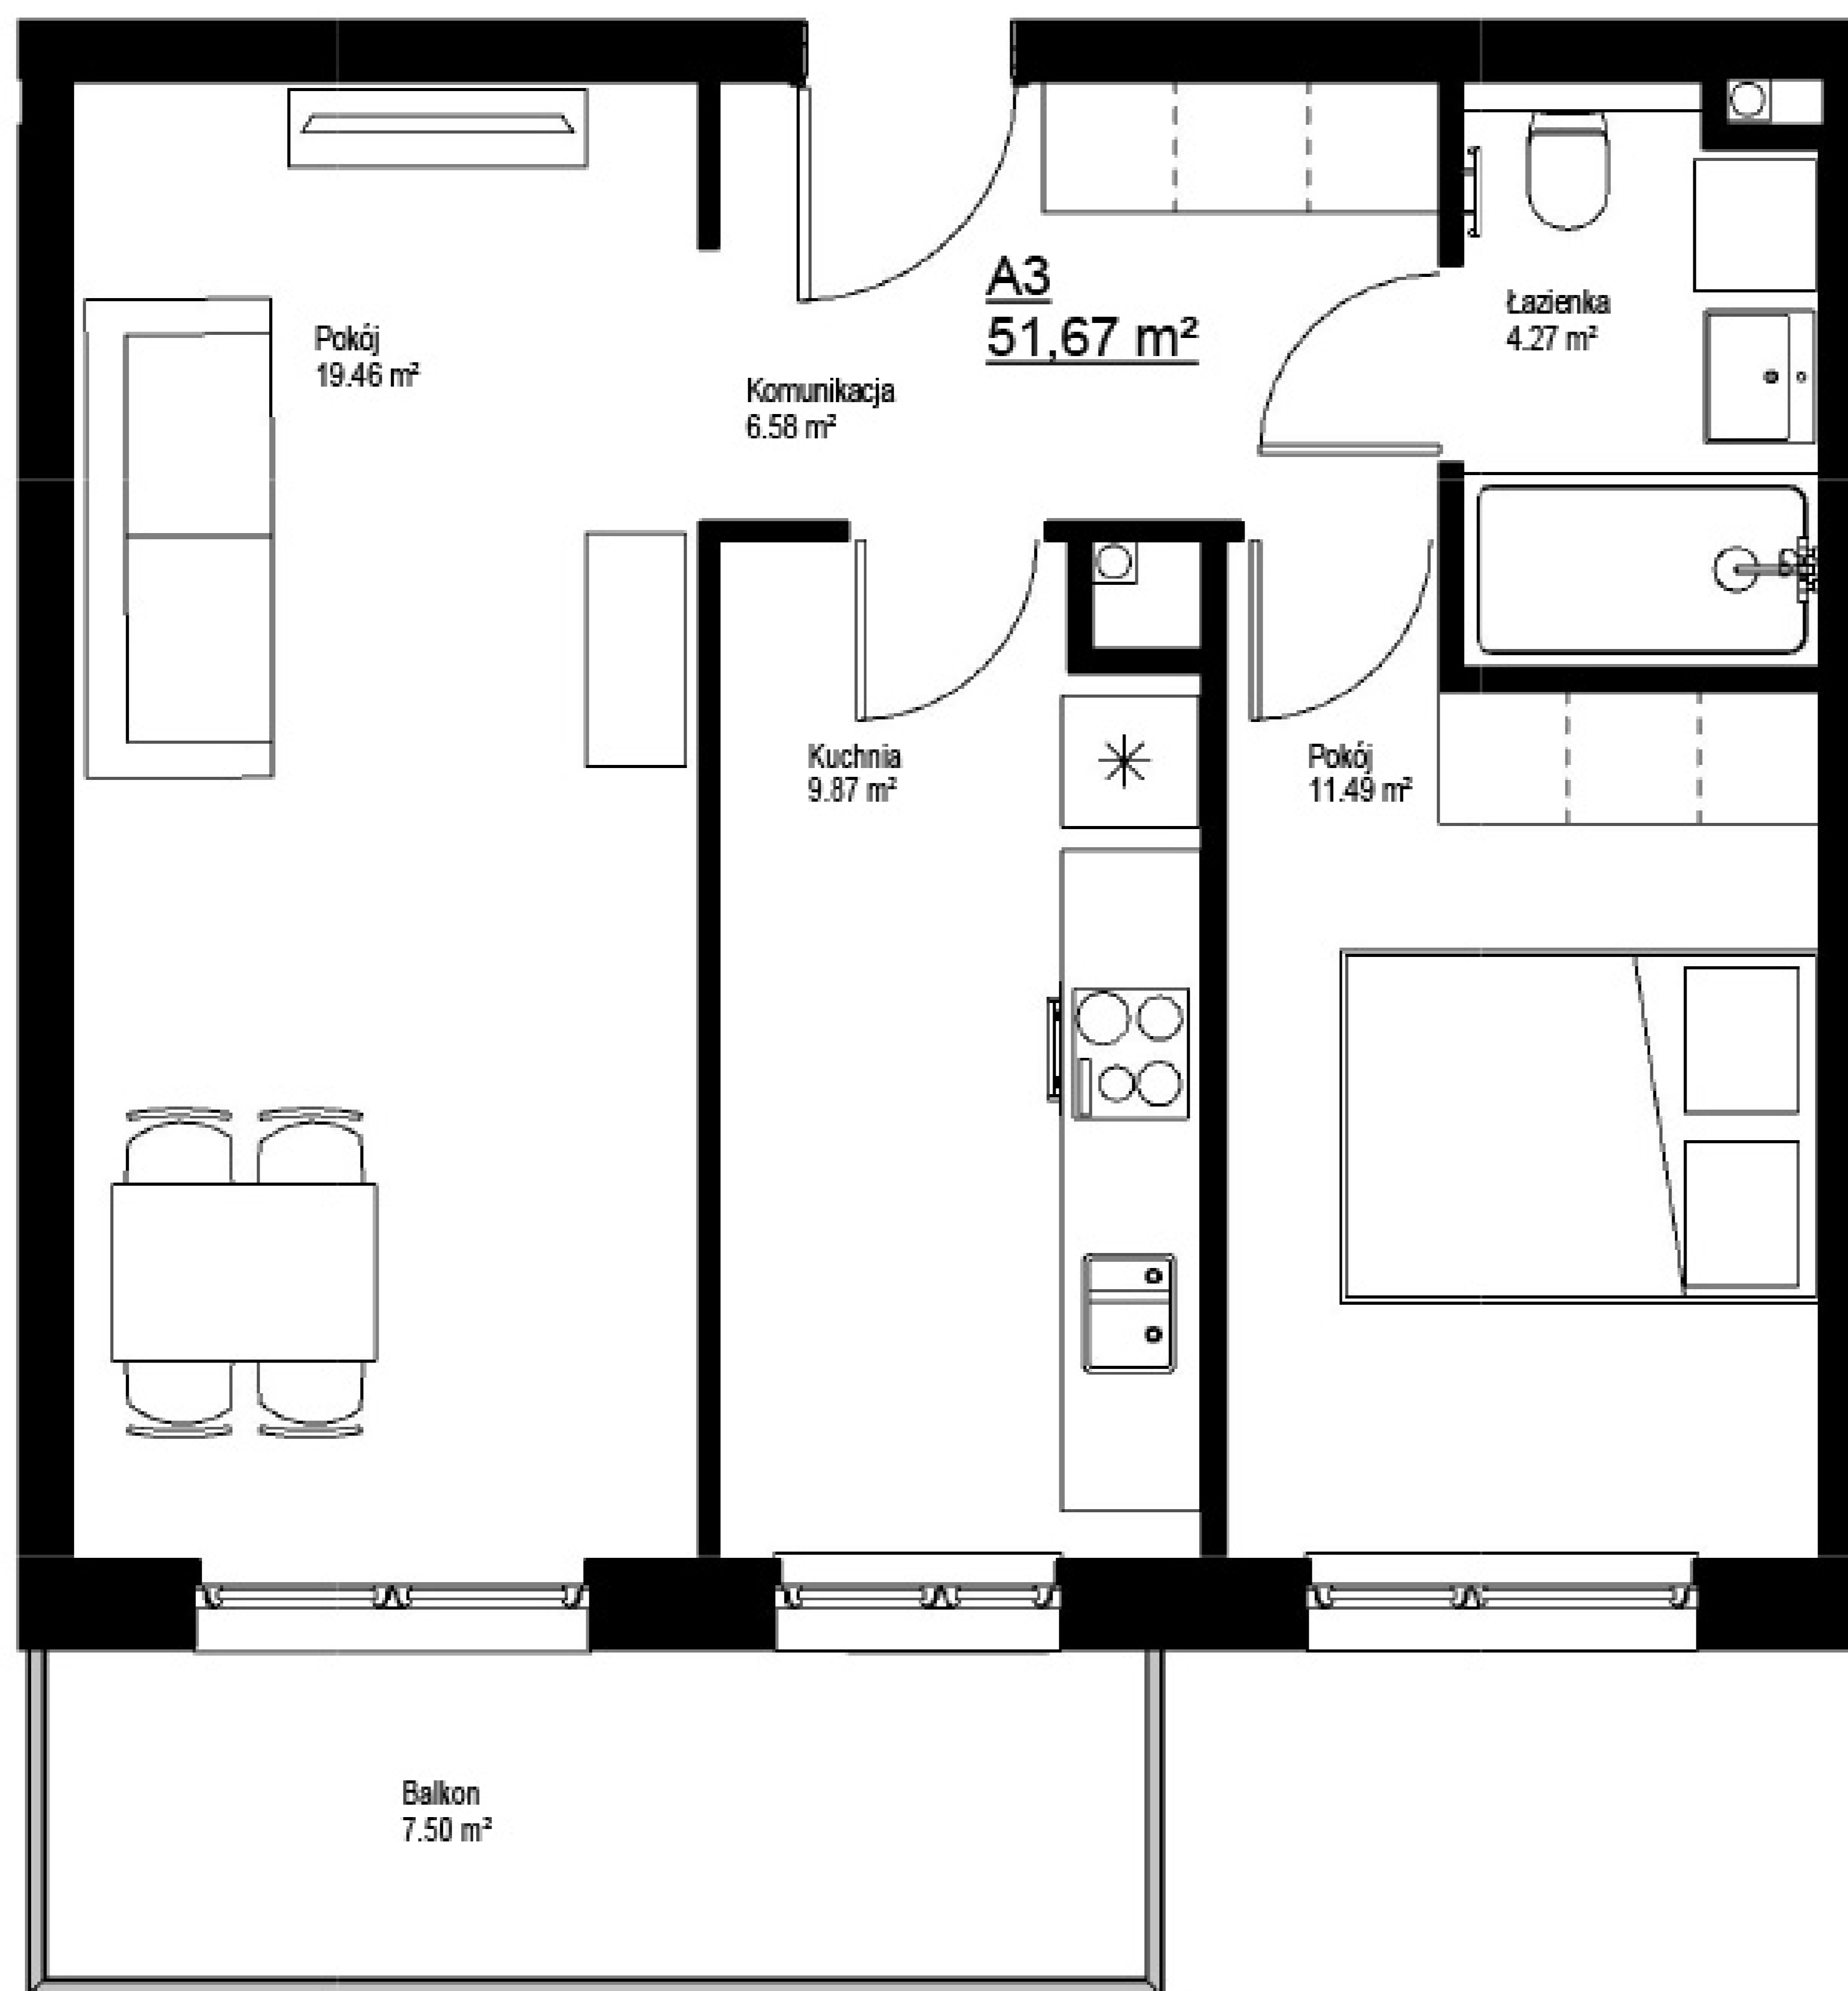 A3
51,67 m²
Pokój
19.46 m²
Komunikacja
6.58 m²
Łazienka
4.27 m²
Kuchnia
9.87 m²
Pokój
11.49 m²
Balkon
7.50 m²